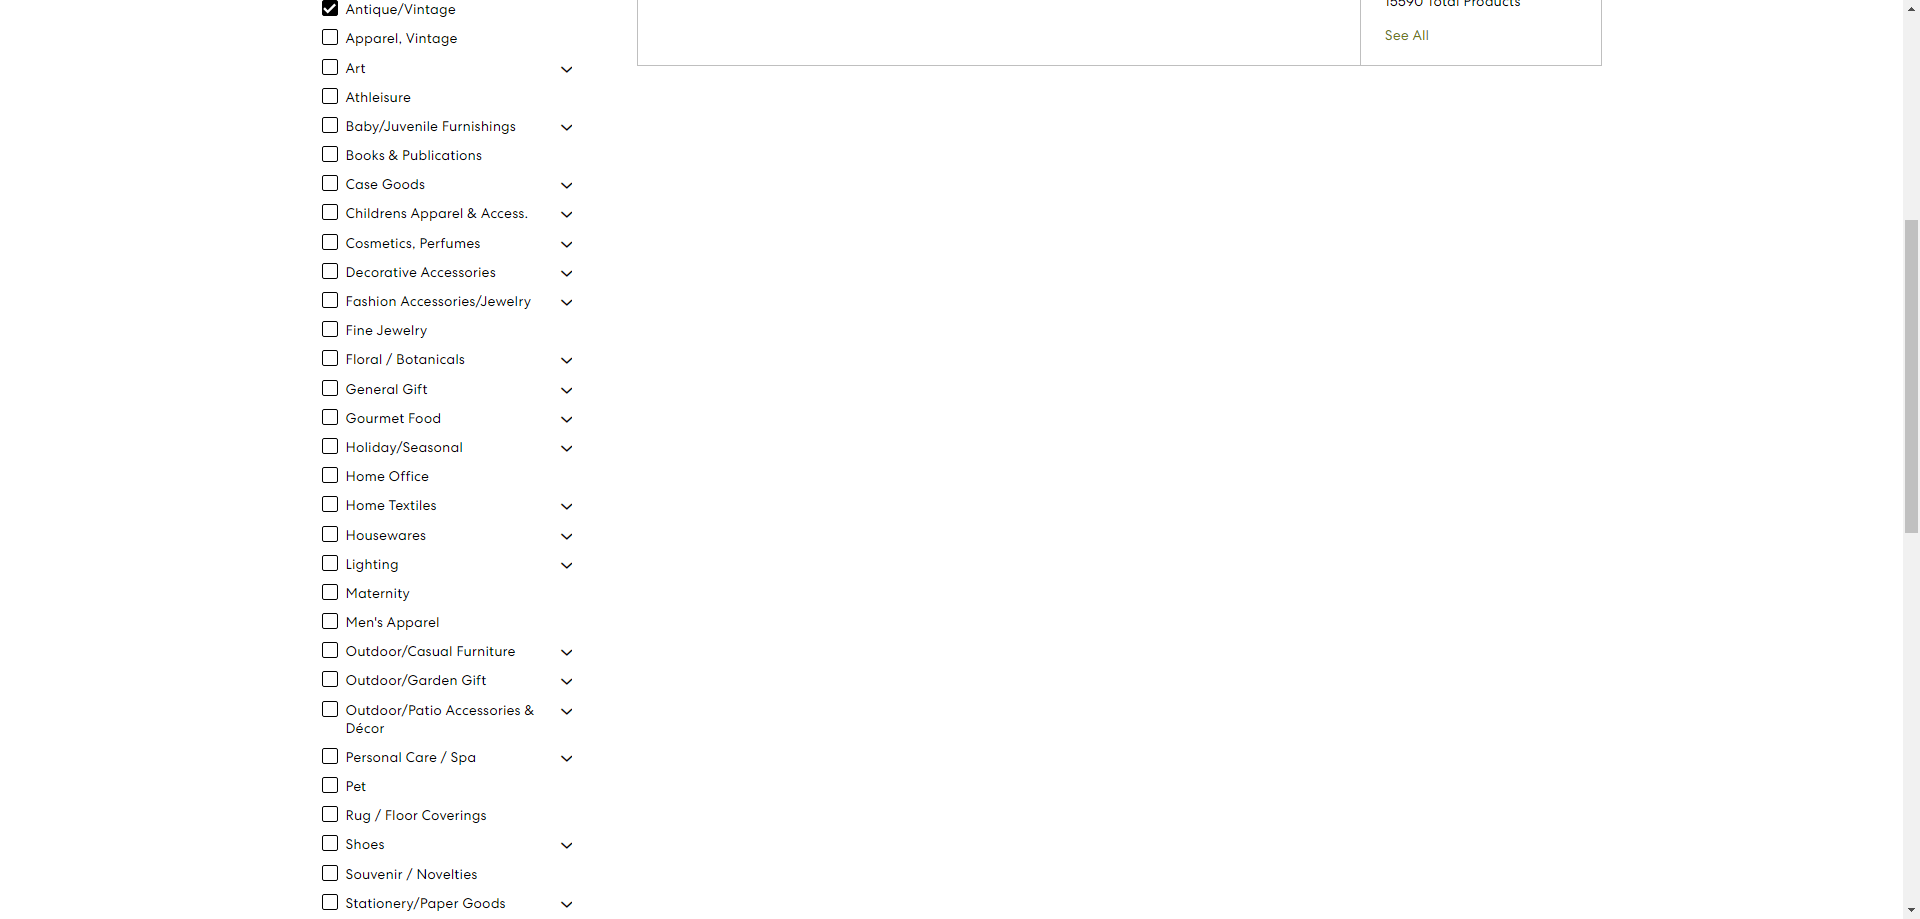 Antique/Vintage
Apparel, Vintage
Art
Athleisure
Baby/Juvenile Furnishings
Books & Publications
Case Goods
Childrens Apparel & Access.
Cosmetics, Perfumes
Decorative Accessories
Fashion Accessories/Jewelry
Fine Jewelry
Floral / Botanicals
General Gift
Gourmet Food
Holiday/Seasonal
Home Office
Home Textiles
Housewares
Lighting
Maternity
Men's Apparel
Outdoor/Casual Furniture
Outdoor/Garden Gift
Outdoor/Patio Accessories &
Décor
Personal Care / Spa
Pet
Rug / Floor Coverings
Shoes
Souvenir / Novelties
Stationery/Paper Goods
15590 Total Products
See All